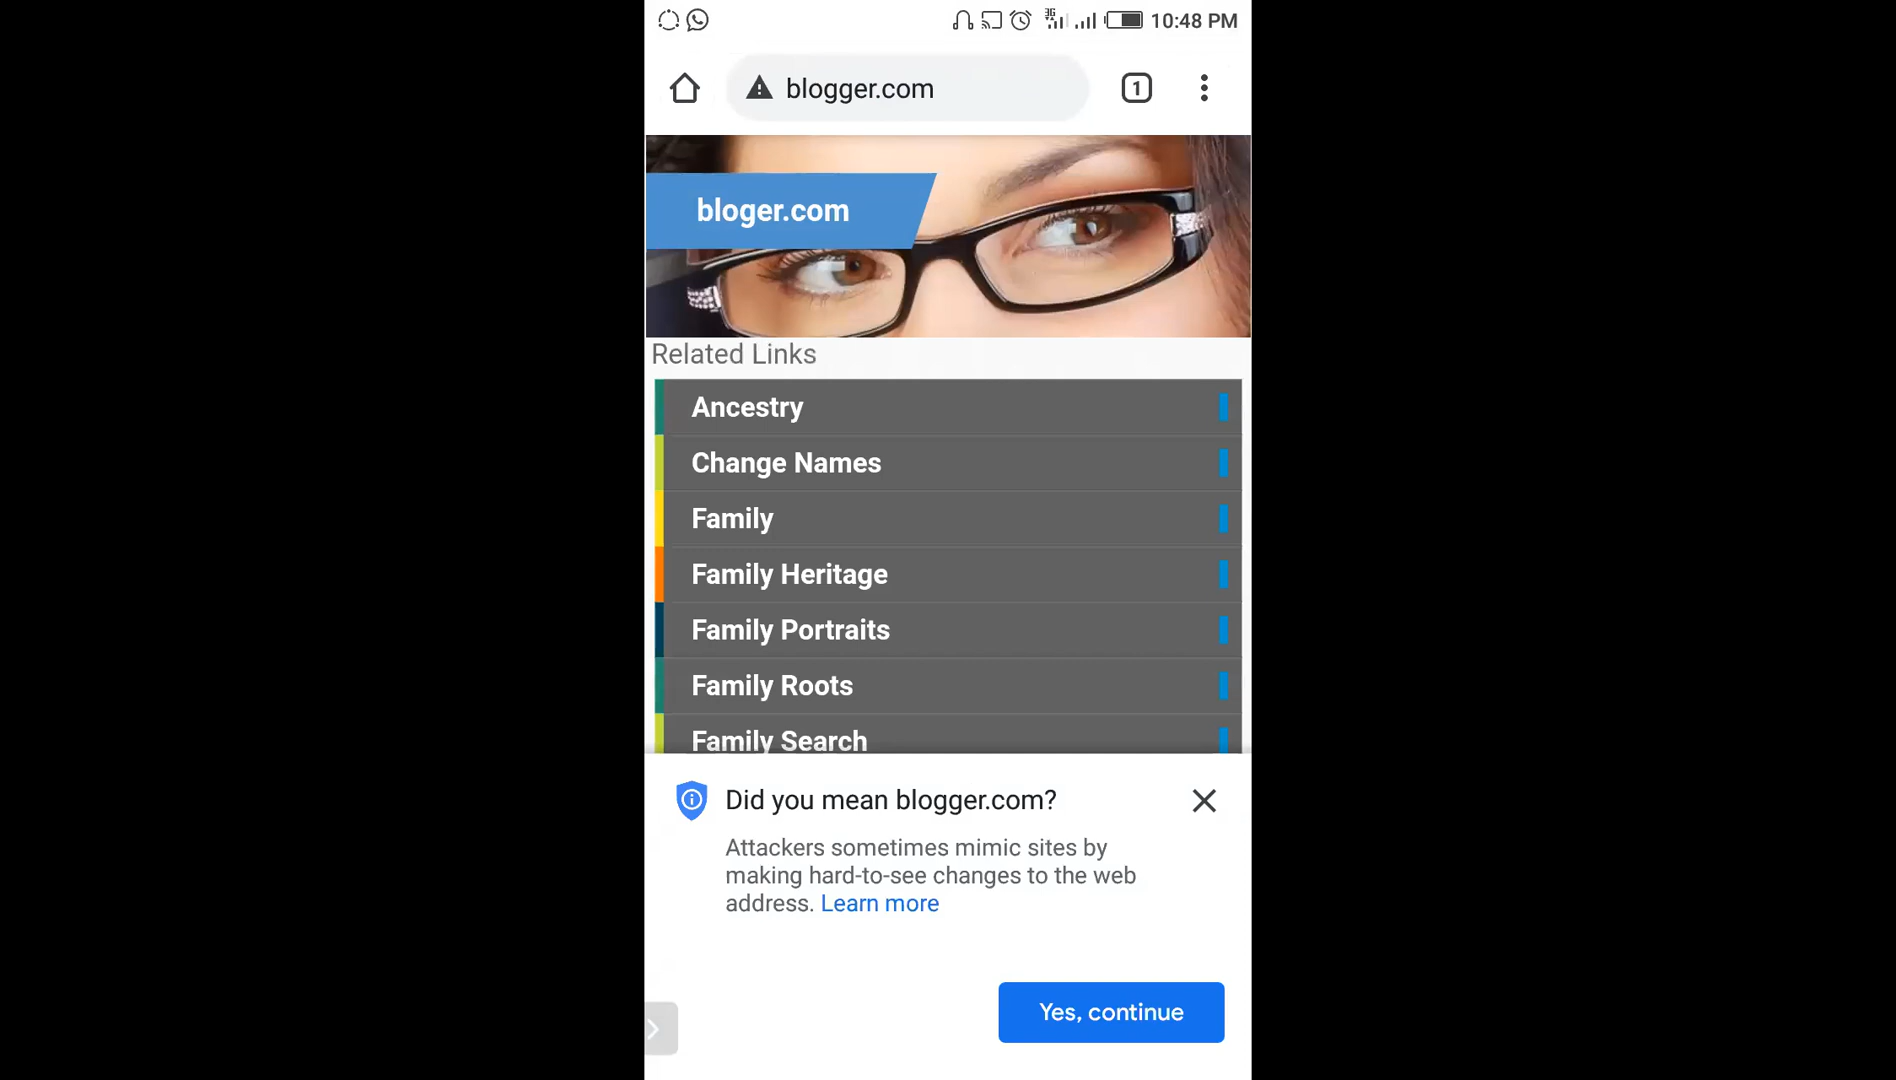 3G
10:48 PM
blogger.com
1
bloger.com
Related Links
Ancestry
Change Names
Family
Family Heritage
Family Portraits
Family Roots
Family Search
Did you mean blogger.com?
Attackers sometimes mimic sites by
making hard-to-see changes to the web
address. Learn more
Yes, continue